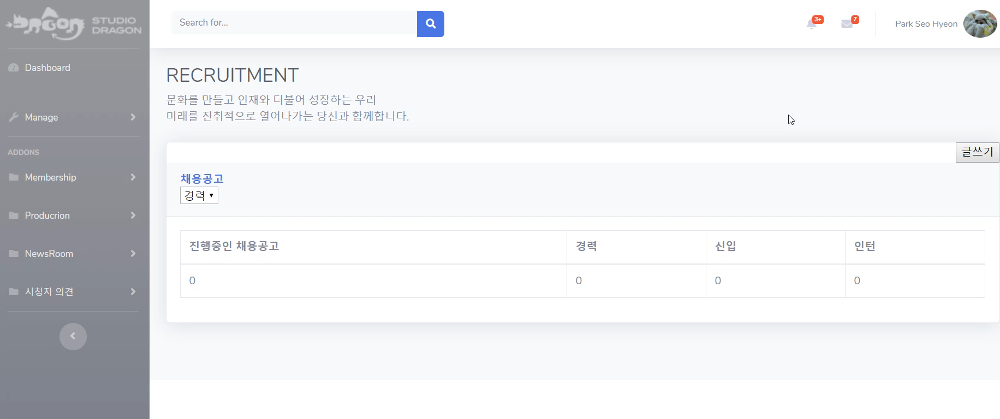 DRAGON STUDIO DRAGON
Search for...
3+
7
Park Seo Hyeon
Dashboard
Manage
ADDONS
Membership
Producrion
NewsRoom
시청자 의견
RECRUITMENT
문화를 만들고 인재와 더불어 성장하는 우리
미래를 진취적으로 열어나가는 당신과 함께합니다.
글쓰기
채용공고
경력
진행중인 채용공고 경력 신입 인턴
0 0 0 0